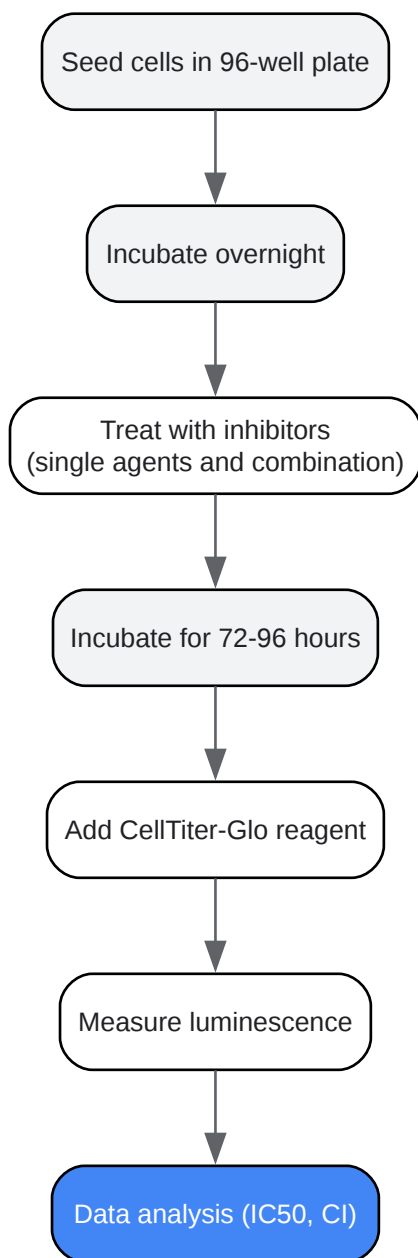 Seed cells in 96-well plate
Incubate overnight
Treat with inhibitors
(single agents and combination)
Incubate for 72-96 hours
Add CellTiter-Glo reagent
Measure luminescence
Data analysis (IC50, CI)